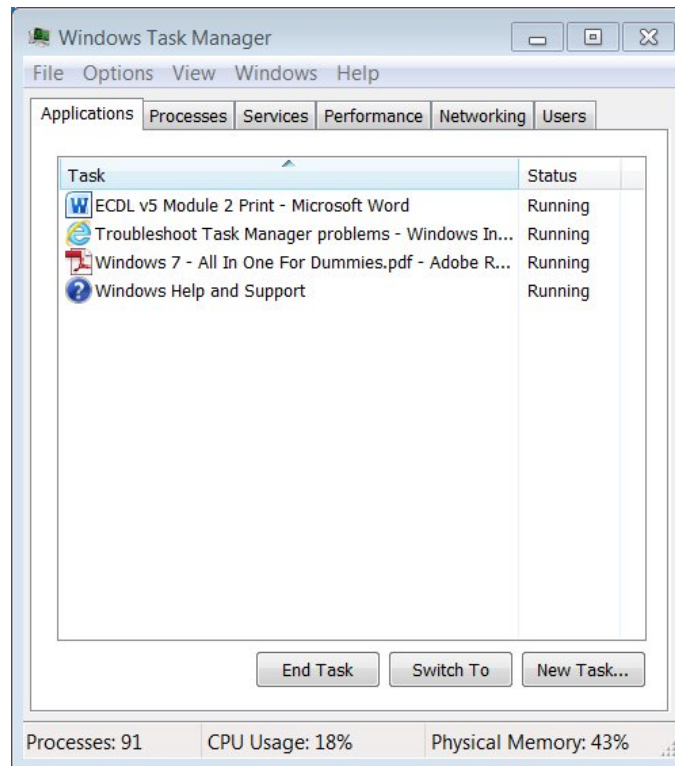 Windows Task Manager
File Options View Windows Help
Applications Processes Services Performance Networking Users
Task Status
ECDL v5 Module 2 Print - Microsoft Word Running
Troubleshoot Task Manager problems - Windows In... Running
Windows 7 - All In One For Dummies.pdf - Adobe R... Running
Windows Help and Support Running
End Task Switch To New Task...
Processes: 91 CPU Usage: 18% Physical Memory: 43%